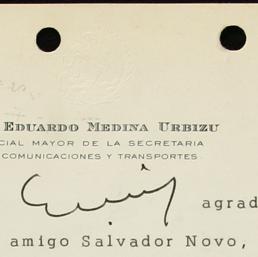 EDUARDO MEDINA URBIZU
CIAL MAYOR DE LA SECRETARIA
COMUNICACIONES Y TRANSPORTES
agrad
amigo Salvador Novo,